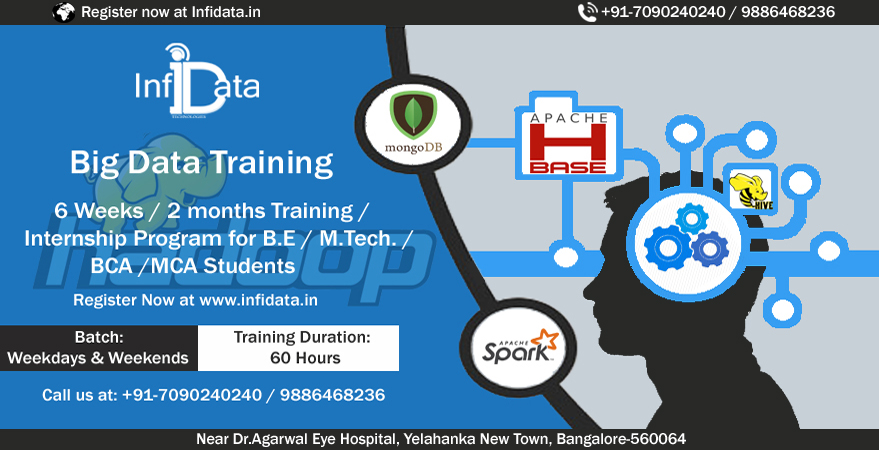 Register now at Infidata.in
+91-7090240240 / 9886468236
InfiData
TECHNOLOGIES
Big Data Training
6 Weeks / 2 months Training /
Internship Program for B.E / M.Tech. /
BCA /MCA Students
hadoop
Register Now at www.infidata.in
Batch:
Weekdays & Weekends
Training Duration:
60 Hours
Call us at: +91-7090240240 / 9886468236
mongoDB
APACHE
H
BASE
HIVE
APACHE
Spark
Near Dr.Agarwal Eye Hospital, Yelahanka New Town, Bangalore-560064